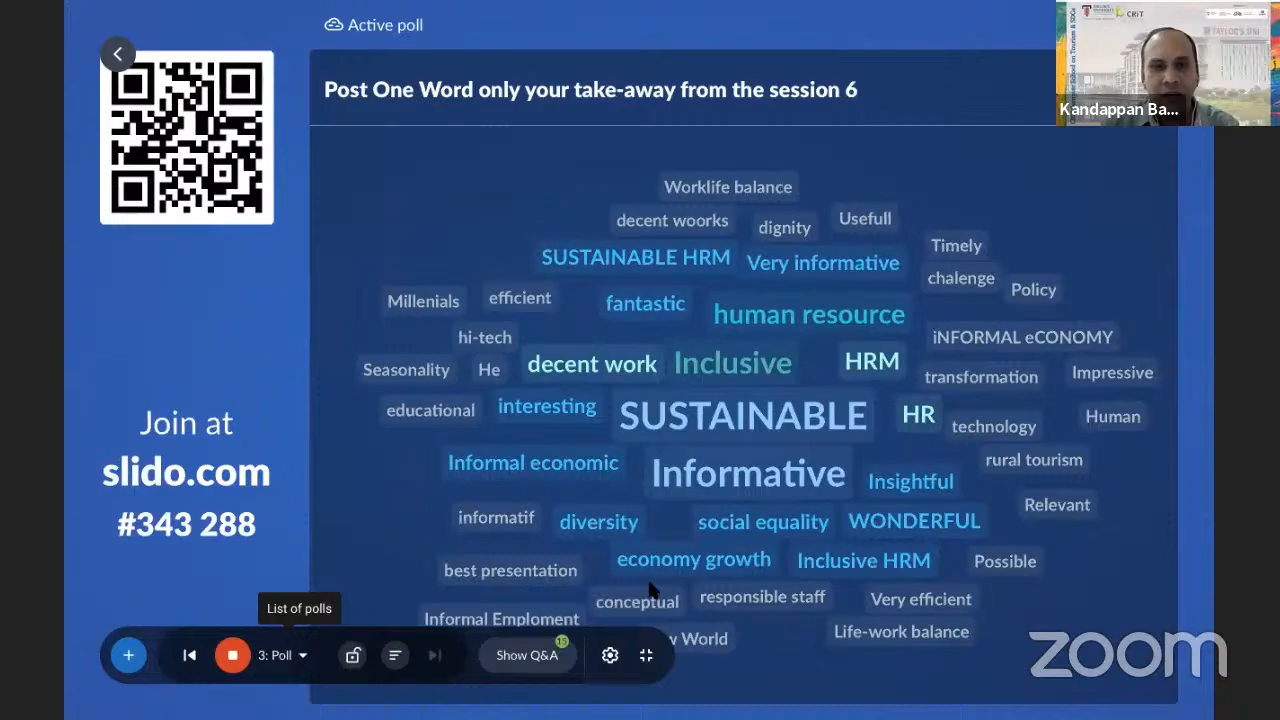 Active poll
Post One Word only your take-away from the session 6
CRiT
TAYLOR'S UNI
Kandappan Ba...
Worklife balance
decent woorks
dignity
Usefull
SUSTAINABLE HRM
Very informative
Timely
chalenge
Policy
Millenials
efficient
fantastic
human resource
hi-tech
iNFORMAL eCONOMY
Seasonality
He
decent work
Inclusive
HRM
transformation
Impressive
educational
interesting
SUSTAINABLE
HR
technology
Human
Informal economic
Informative
Insightful
rural tourism
Relevant
informatif
diversity
social equality
WONDERFUL
best presentation
economy growth
Inclusive HRM
Possible
conceptual
responsible staff
Very efficient
Informal Emploment
World
Life-work balance
Join at
slido.com
#343 288
List of polls
3: Poll
Show Q&A
15
zoom